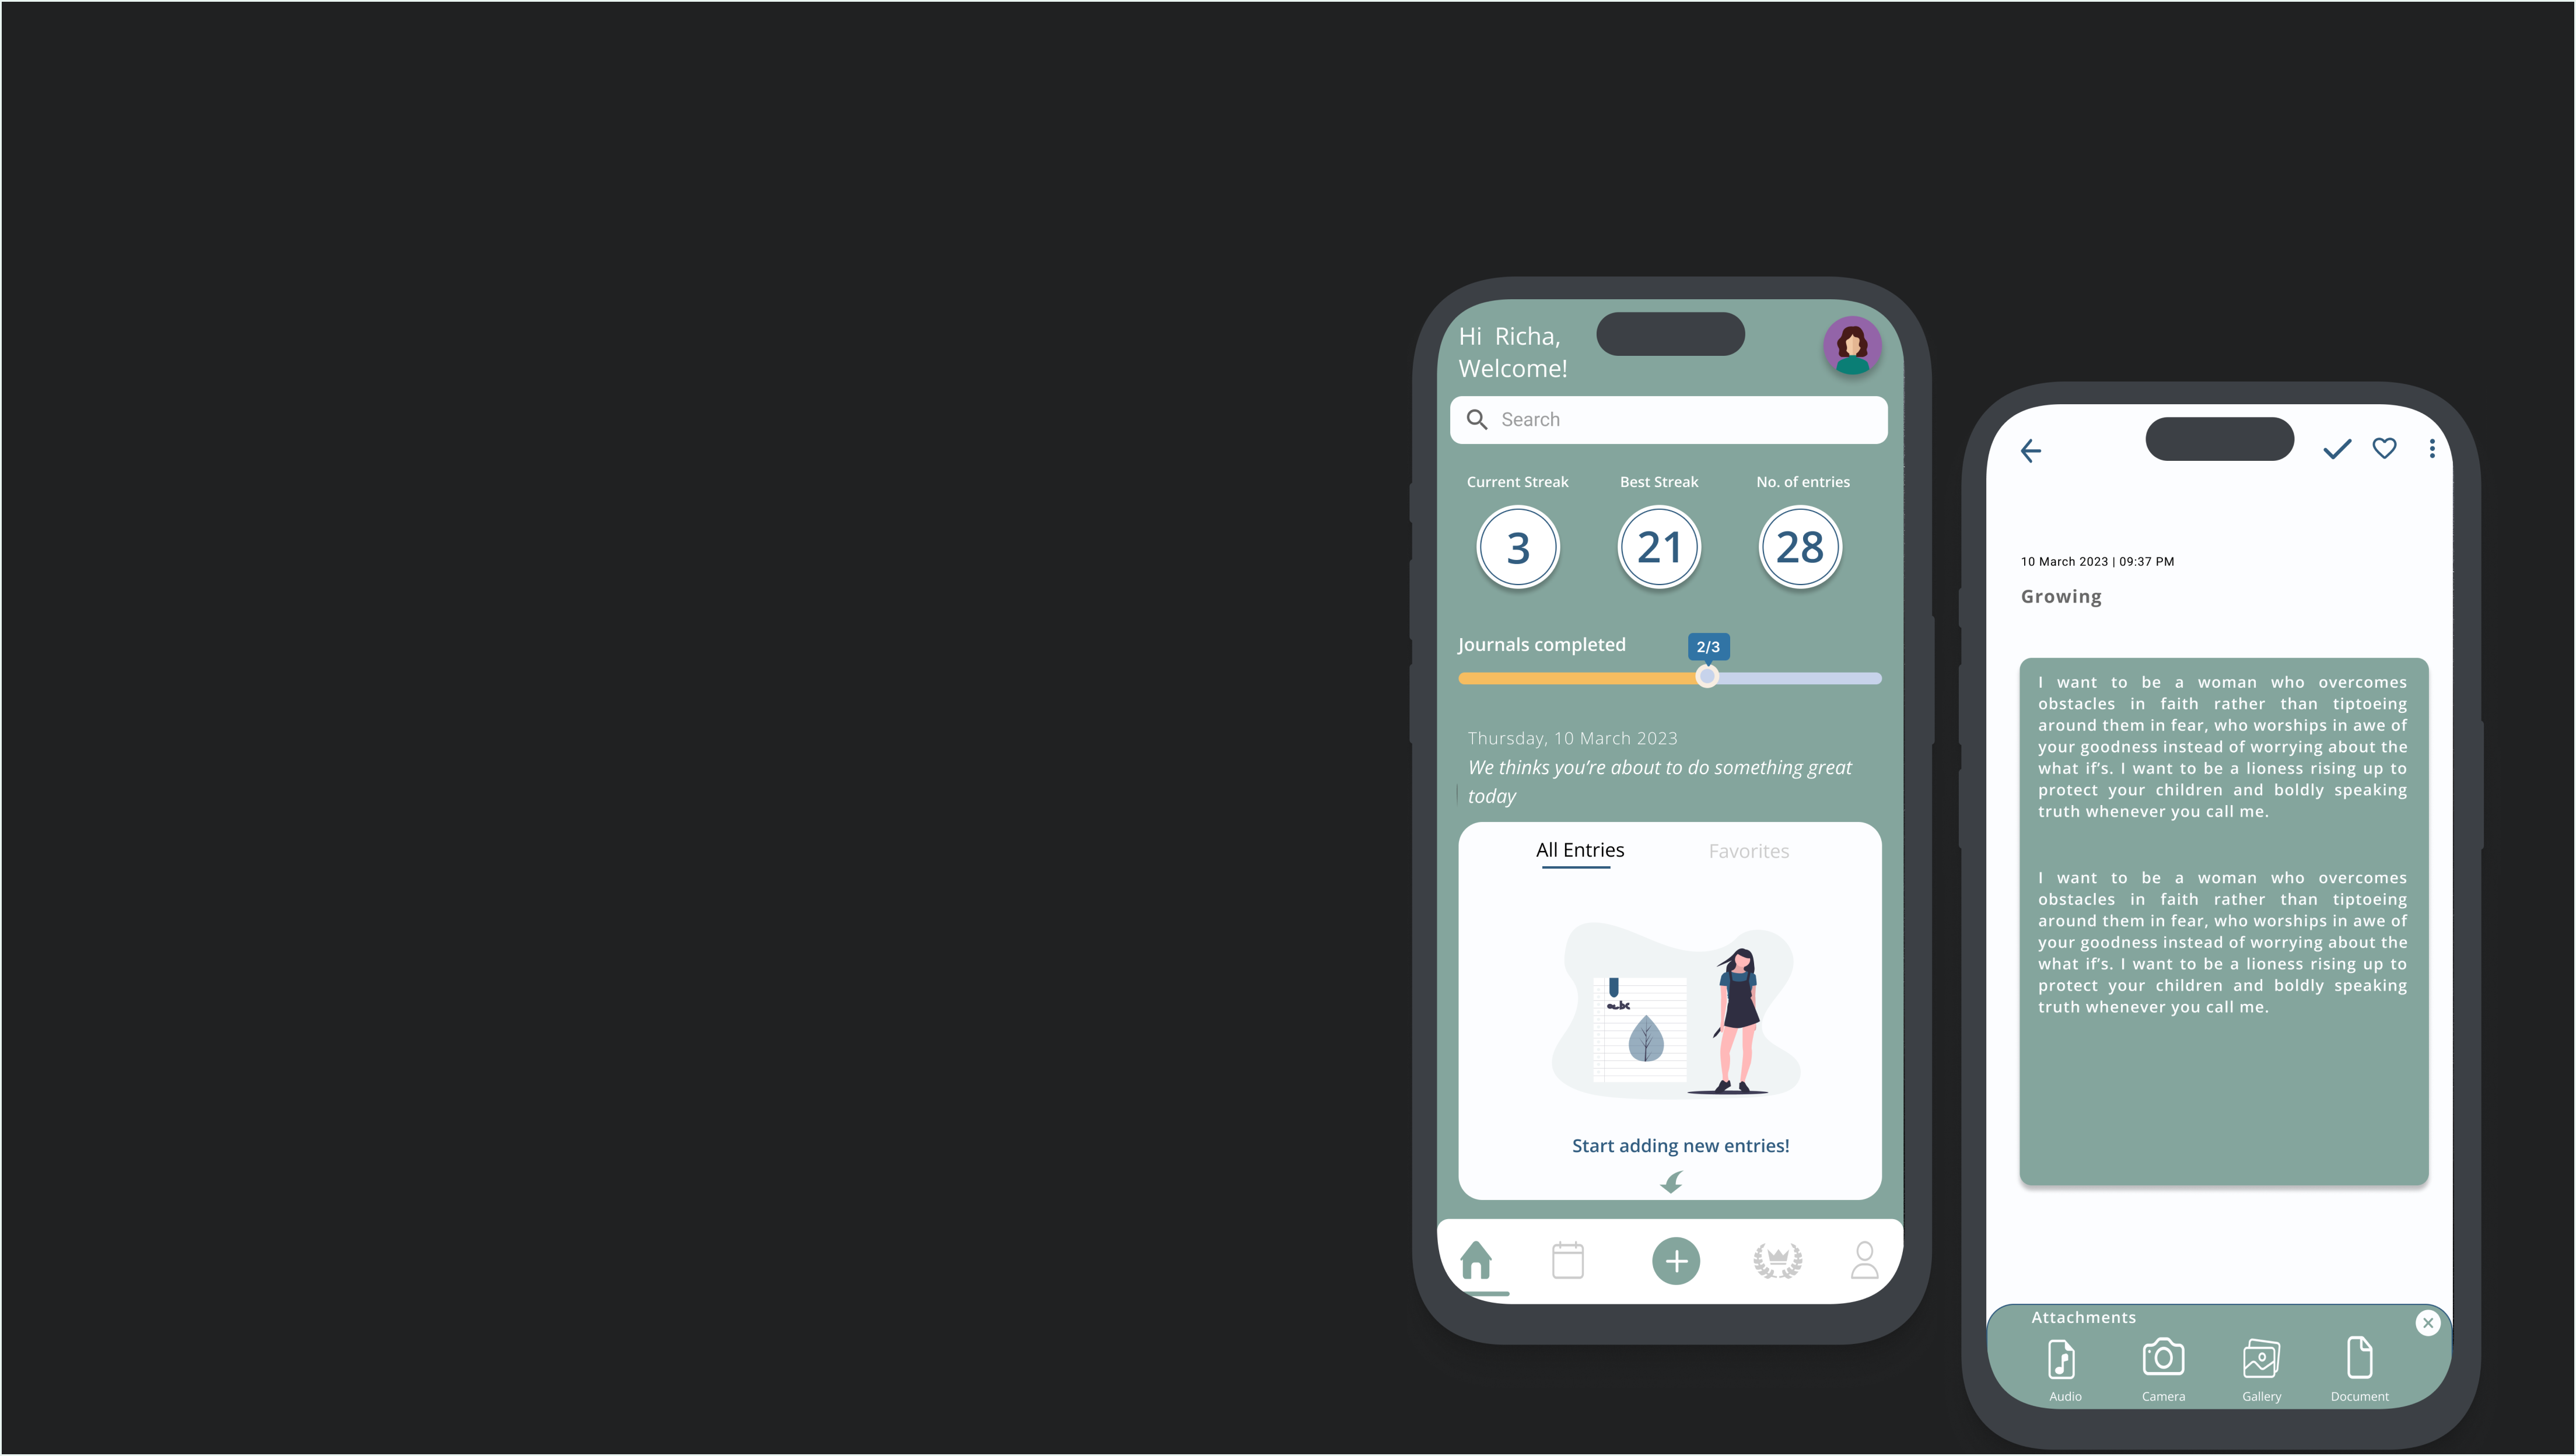 Hi Richa,
Welcome!
Search
Current Streak
Best Streak
No. of entries
3
21
28
Journals completed
2/3
Thursday, 10 March 2023
We thinks you're about to do something great
today
All Entries
Favorites
abc
Start adding new entries!
10 March 2023 | 09:37 PM
Growing
I want to be a woman who overcomes
obstacles in faith rather than tiptoeing
around them in fear, who worships in awe of
your goodness instead of worrying about the
what if's. I want to be a lioness rising up to
protect your children and boldly speaking
truth whenever you call me.
I want to be a woman who overcomes
obstacles in faith rather than tiptoeing
around them in fear, who worships in awe of
your goodness instead of worrying about the
what if's. I want to be a lioness rising up to
protect your children and boldly speaking
truth whenever you call me.
Attachments
Audio
Camera
Gallery
Document